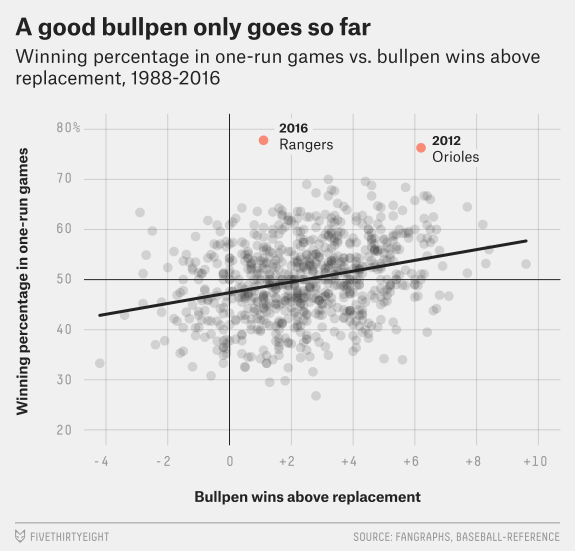 A good bullpen only goes so far
Winning percentage in one-run games vs. bullpen wins above
replacement, 1988-2016
Winning percentage in one-run games
80%
70
60
50
40
30
20
2016
Rangers
2012
Orioles
-4
-2
0
+2
+4
+6
+8
+10
Bullpen wins above replacement
FIVETHIRTYEIGHT
SOURCE: FANGRAPHS, BASEBALL-REFERENCE